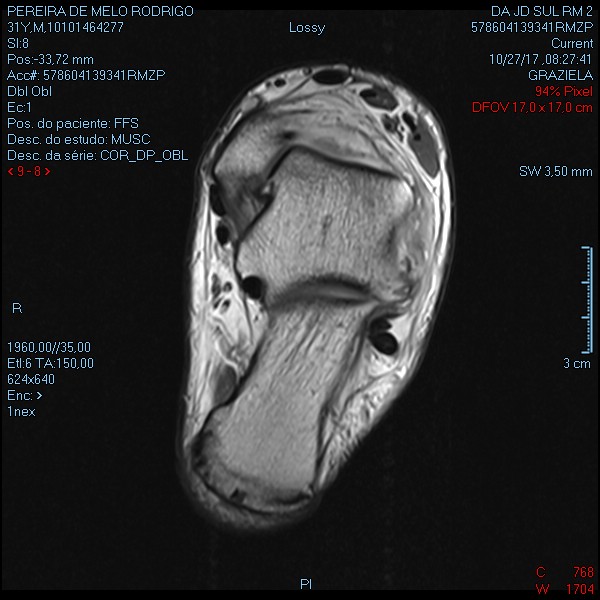 PEREIRA DE MELO RODRIGO
31Y,M,10101464277
Sl:8
Pos:-33,72 mm
Acc#: 578604139341RMZP
Dbl Obl
Ec:1
Pos. do paciente: FFS
Desc. do estudo: MUSC
Desc. da série: COR_DP_OBL
< 9 - 8 >
Lossy
DA JD SUL RM 2
578604139341RMZP
Current
10/27/17 ,08:27:41
GRAZIELA
94% Pixel
DFOV 17,0 x 17,0 cm
SW 3,50 mm
R
1960,00//35,00
Etl:6 TA:150,00
624x640
Enc: >
1nex
3 cm
PI
C 768
W 1704